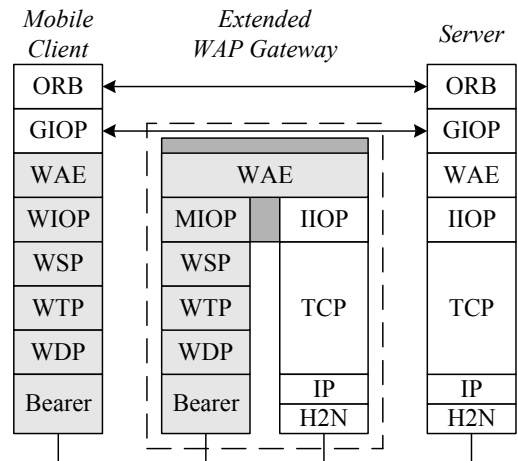 Mobile
Client
Extended
WAP Gateway
Server
ORB
ORB
GIOP
GIOP
WAE
WAE
WAE
WIOP
MIOP
IIOP
IIOP
WSP
WSP
WTP
WTP
TCP
TCP
WDP
WDP
Bearer
Bearer
IP
IP
H2N
H2N